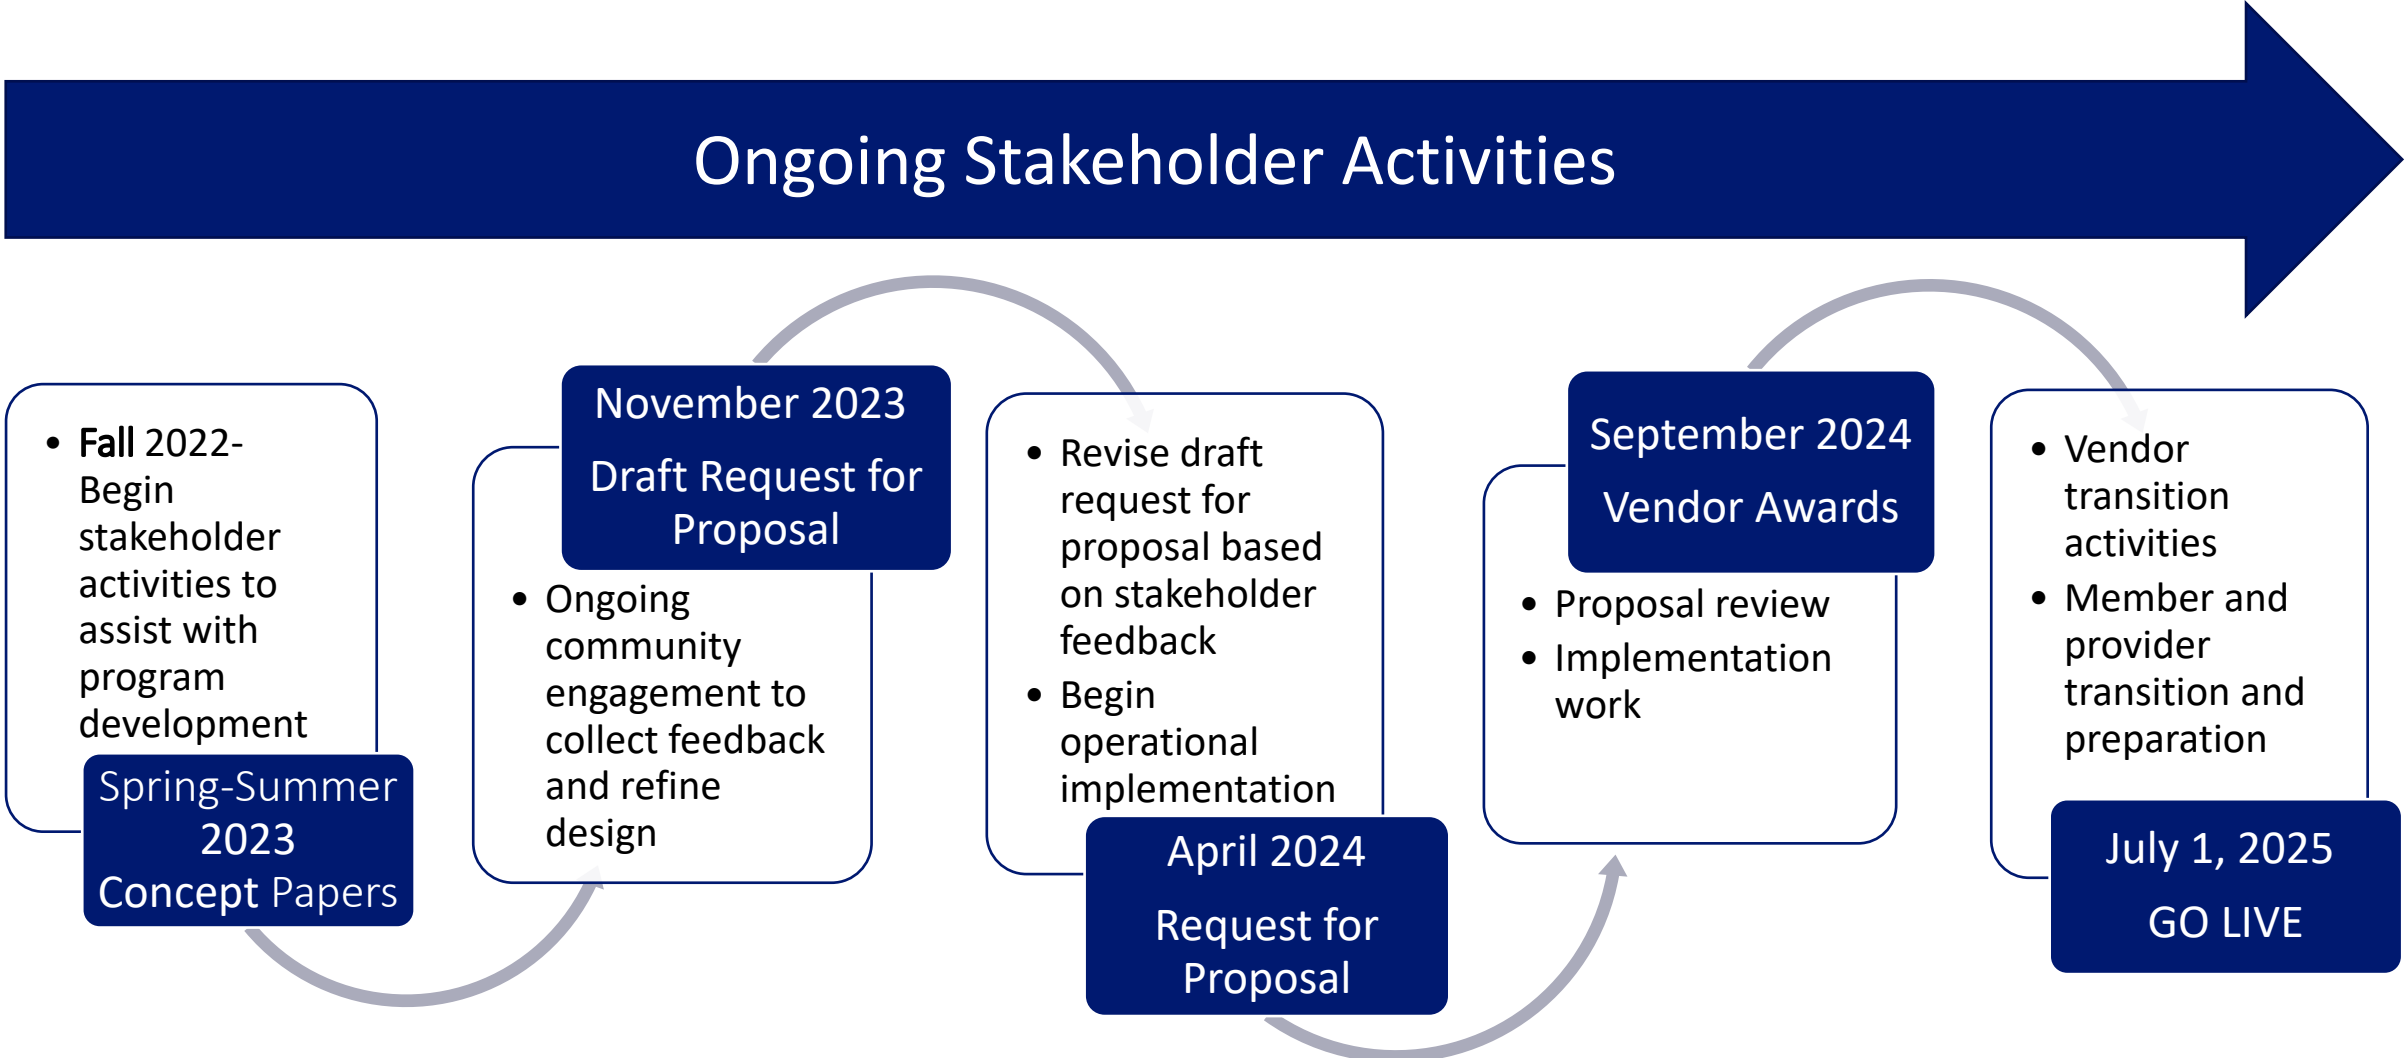 Ongoing Stakeholder Activities
• Fall 2022-
Begin
stakeholder
activities to
assist with
program
development
Spring-Summer
2023
Concept Papers
November 2023
Draft Request for
Proposal
• Ongoing
community
engagement to
collect feedback
and refine
design
• Revise draft
request for
proposal based
on stakeholder
feedback
• Begin
operational
implementation
April 2024
Request for
Proposal
September 2024
Vendor Awards
• Proposal review
• Implementation
work
• Vendor
transition
activities
• Member and
provider
transition and
preparation
July 1, 2025
GO LIVE